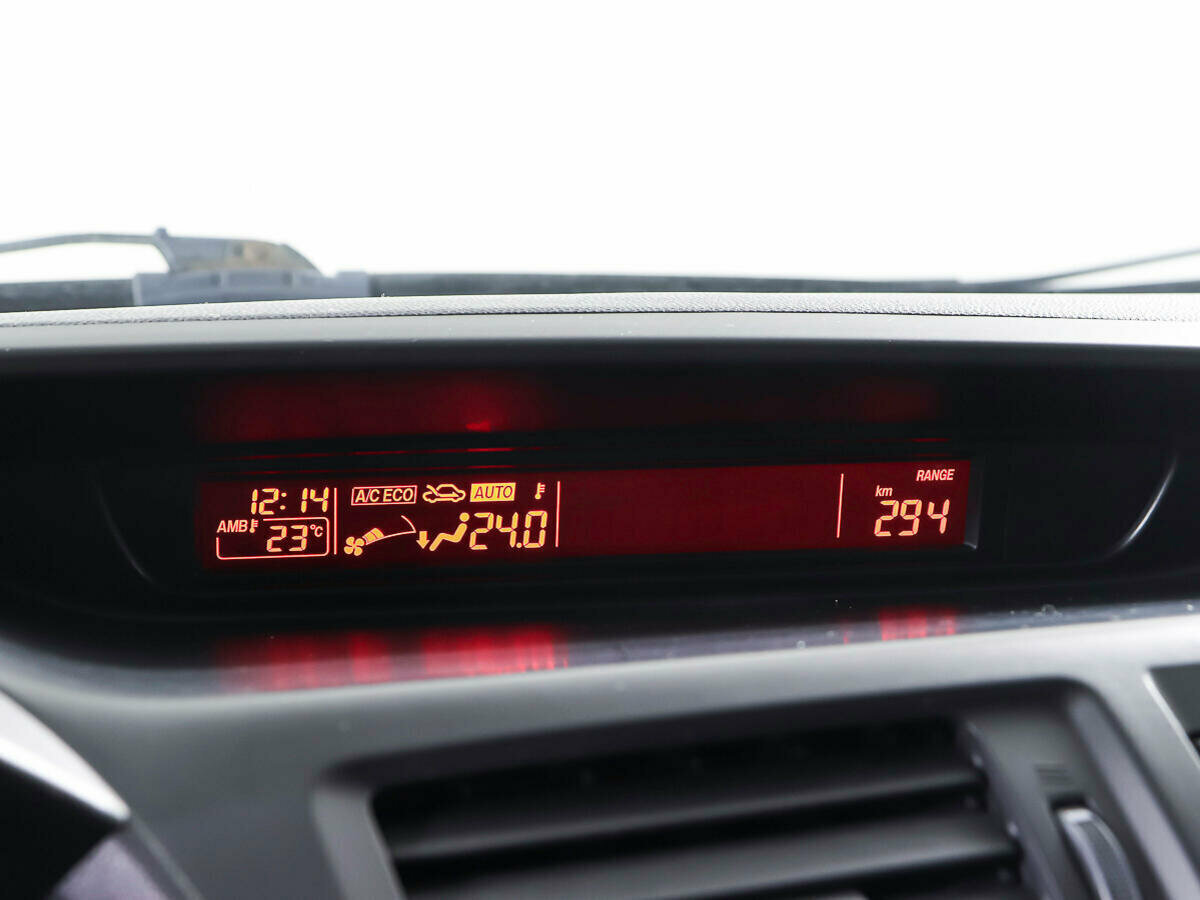 12:14
AMB 23°C
A/C ECO AUTO
24.0
RANGE
km
294